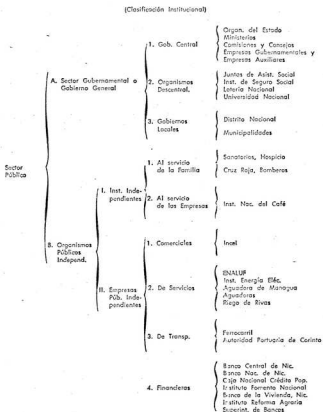 (Clasificación Institucional)
Organ. del Estado
Ministerios
1. Gob. Central
Comisiones y Consejos
Empresas Gubernamentales y
Empresas Auxiliares
A. Sector Gubernamental o
Gobierno General
2. Organismos
Descentral.
Juntas de Asist. Social
Inst. de Seguro Social
Lotería Nacional
Universidad Nacional
3. Gobiernos
Locales
Distrito Nacional
Municipalidades
Sector
Público
1. Al servicio
de la Familia
Sanatorios, Hospicio
Cruz Roja, Bomberos
I. Inst. Inde-
pendientes
2. Al servicio
de las Empresas
Inst. Nac. del Café
B. Organismos
Públicos
Independ.
1. Comerciales
Incei
II. Empresas
Púb. Inde-
pendientes
2. De Servicios
ENALUF
Inst. Energía Eléc.
Aguadora de Managua
Aguadoras
Riego de Rivas
3. De Transp.
Ferrocarril
Autoridad Portuaria de Corinto
4. Financieros
Banco Central de Nic.
Banco Nac. de Nic.
Caja Nacional Crédito Pop.
Instituto Fomento Nacional
Banco de la Vivienda, Nic.
Instituto Reforma Agraria
Superint. de Bancos